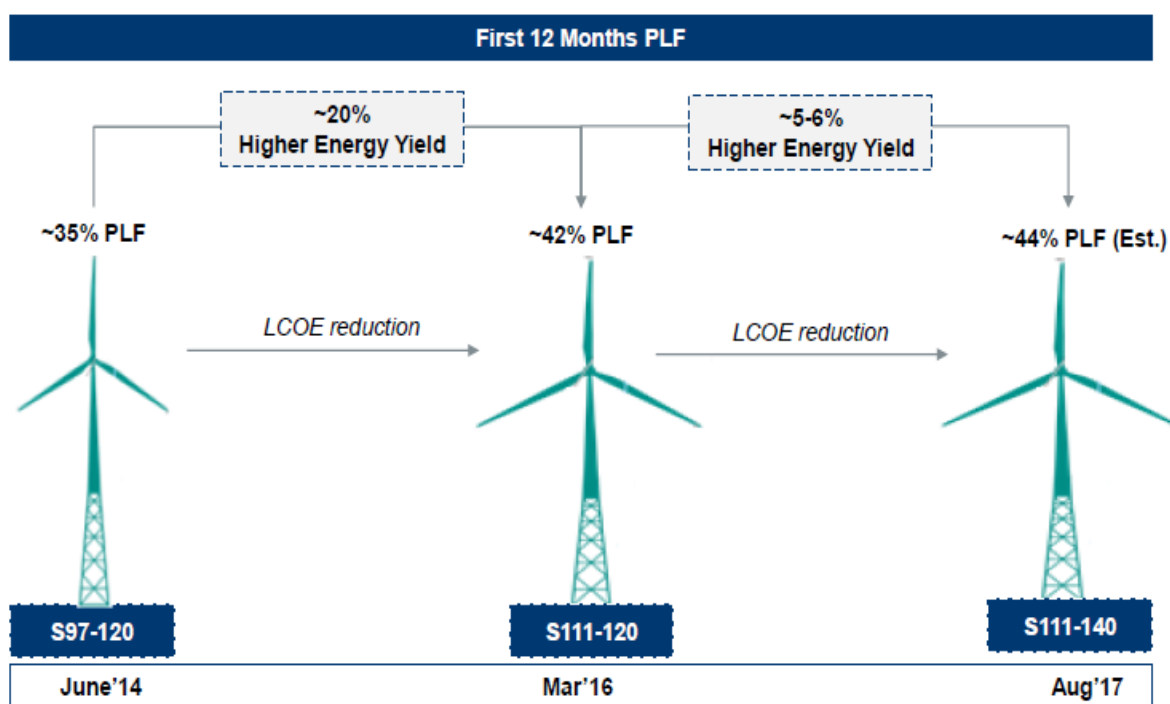 First 12 Months PLF
~20%
Higher Energy Yield
~5-6%
Higher Energy Yield
~35% PLF
~42% PLF
~44% PLF (Est.)
LCOE reduction
LCOE reduction
S97-120
S111-120
S111-140
June'14
Mar'16
Aug'17